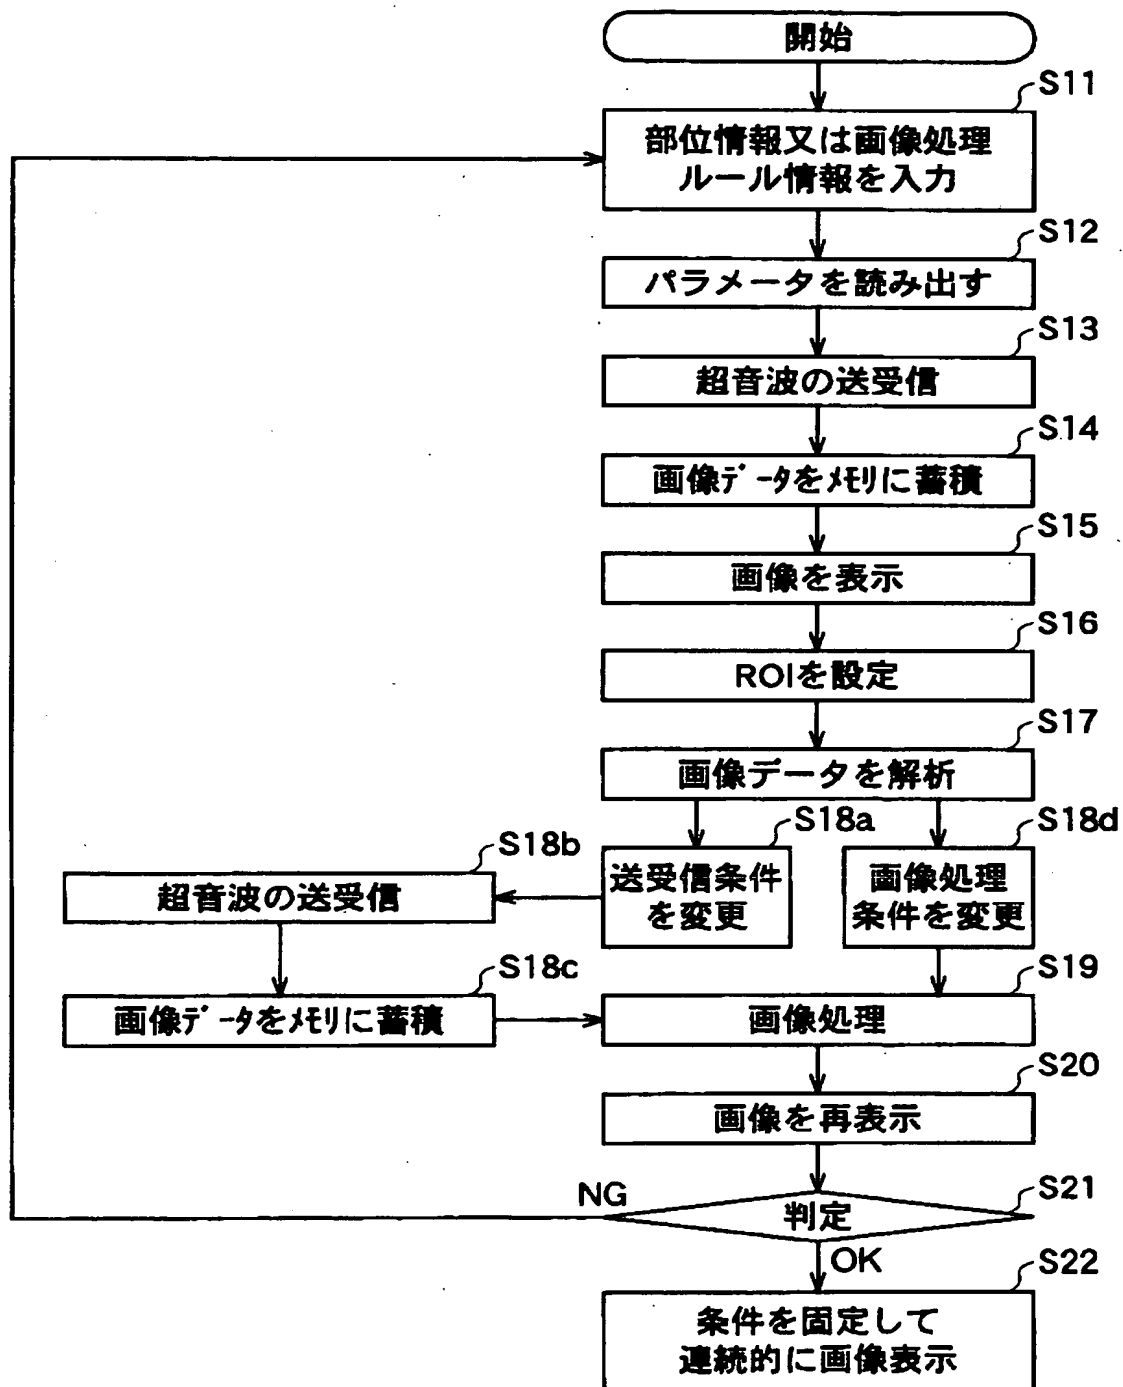 開始
S11
部位情報又は画像処理
ルール情報を入力
S12
パラメータを読み出す
S13
超音波の送受信
S14
画像データをメモリに蓄積
S15
画像を表示
S16
ROIを設定
S17
画像データを解析
S18a
送受信条件
を変更
S18d
画像処理
条件を変更
S18b
超音波の送受信
S18c
画像データをメモリに蓄積
S19
画像処理
S20
画像を再表示
S21
判定
NG
OK
S22
条件を固定して
連続的に画像表示